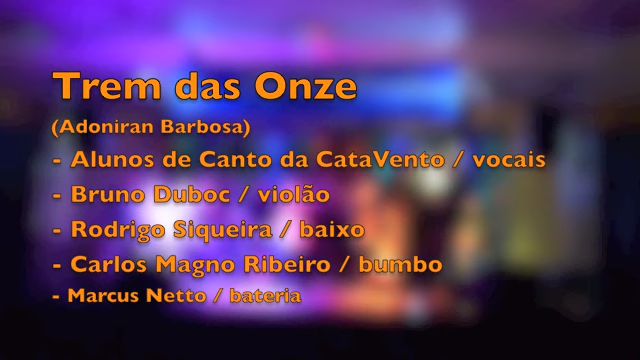 Trem das Onze
(Adoniran Barbosa)
- Alunos de Canto da CataVento / vocais
- Bruno Duboc / violão
- Rodrigo Siqueira / baixo
- Carlos Magno Ribeiro / bumbo
- Marcus Netto / bateria